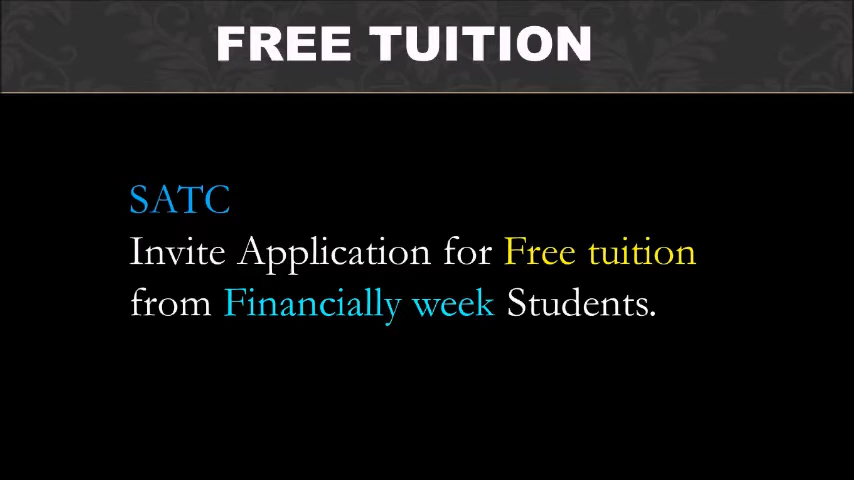 FREE TUITION
SATC
Invite Application for Free tuition
from Financially week Students.